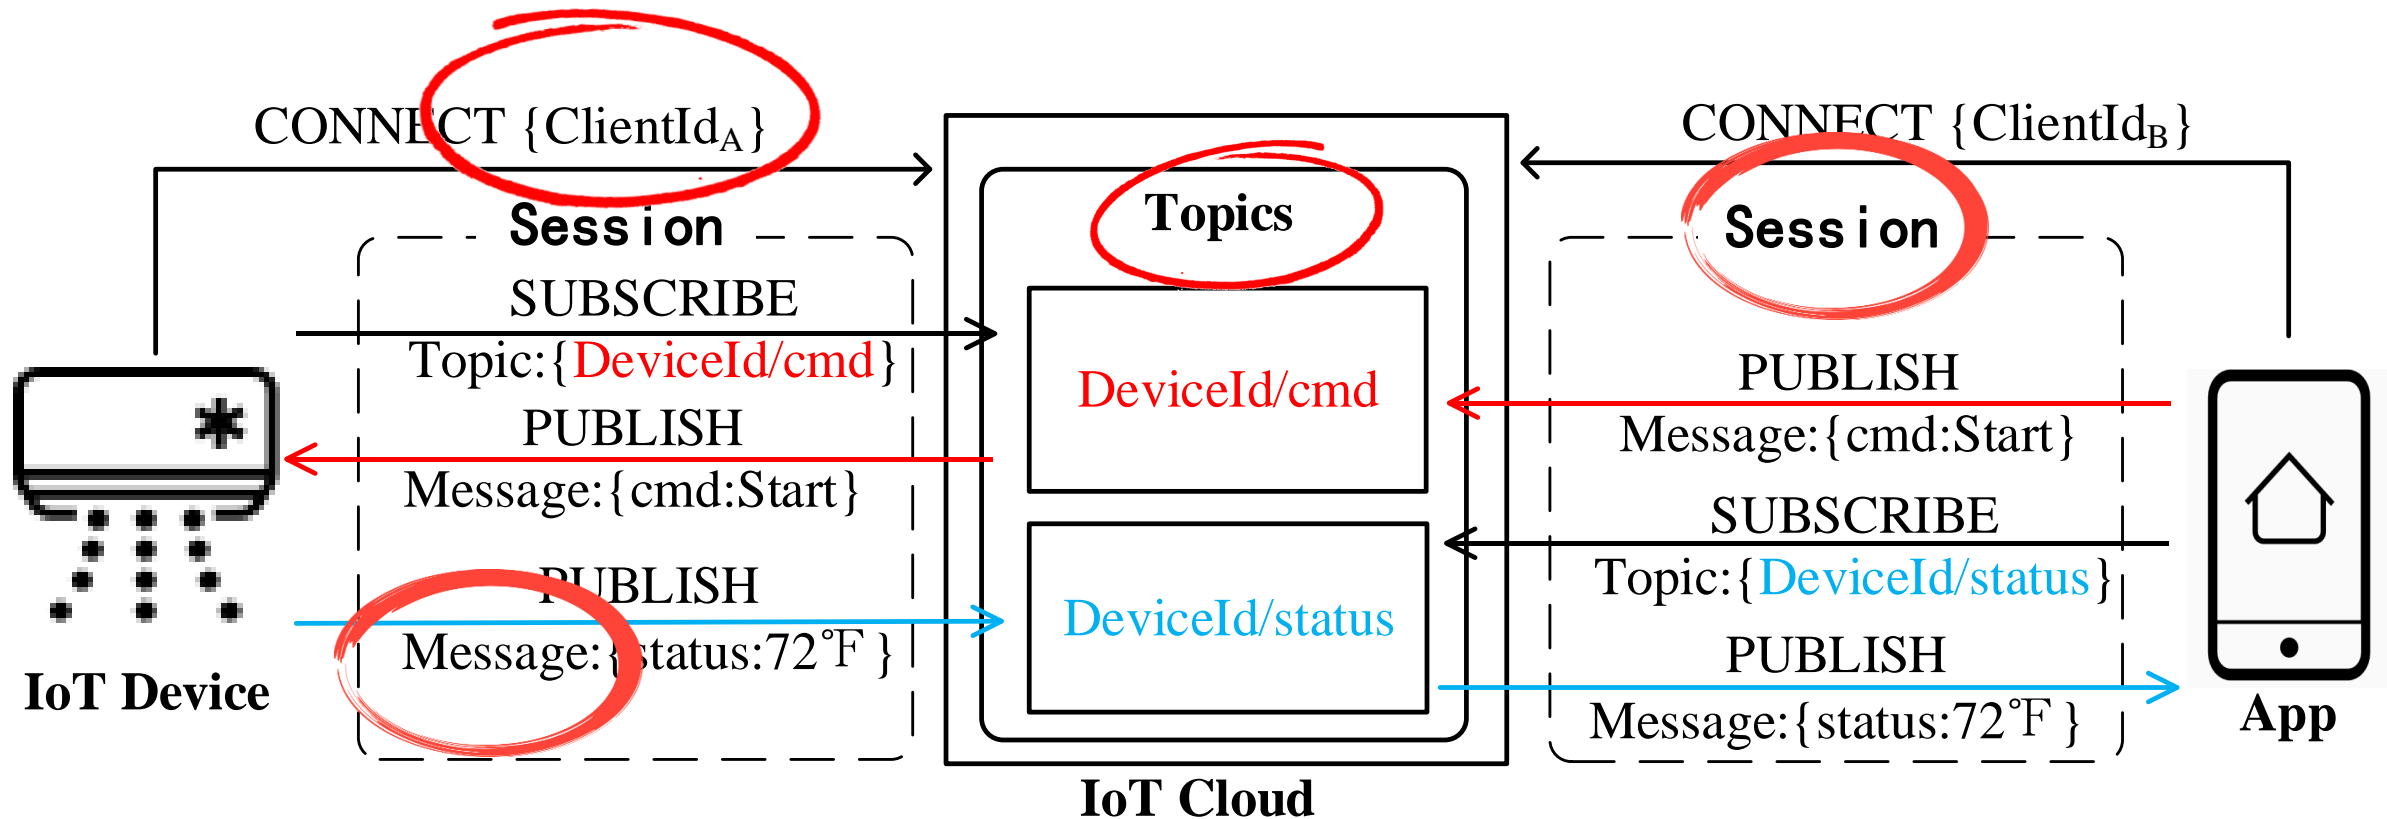 CONNECT {ClientId_A}
Session
SUBSCRIBE
Topic:{DeviceId/cmd}
PUBLISH
Message:{cmd:Start}
PUBLISH
Message:{status:72℉ }
IoT Device
Topics
DeviceId/cmd
DeviceId/status
IoT Cloud
CONNECT {ClientId_B}
Session
PUBLISH
Message:{cmd:Start}
SUBSCRIBE
Topic:{DeviceId/status}
PUBLISH
Message:{status:72℉ }
App